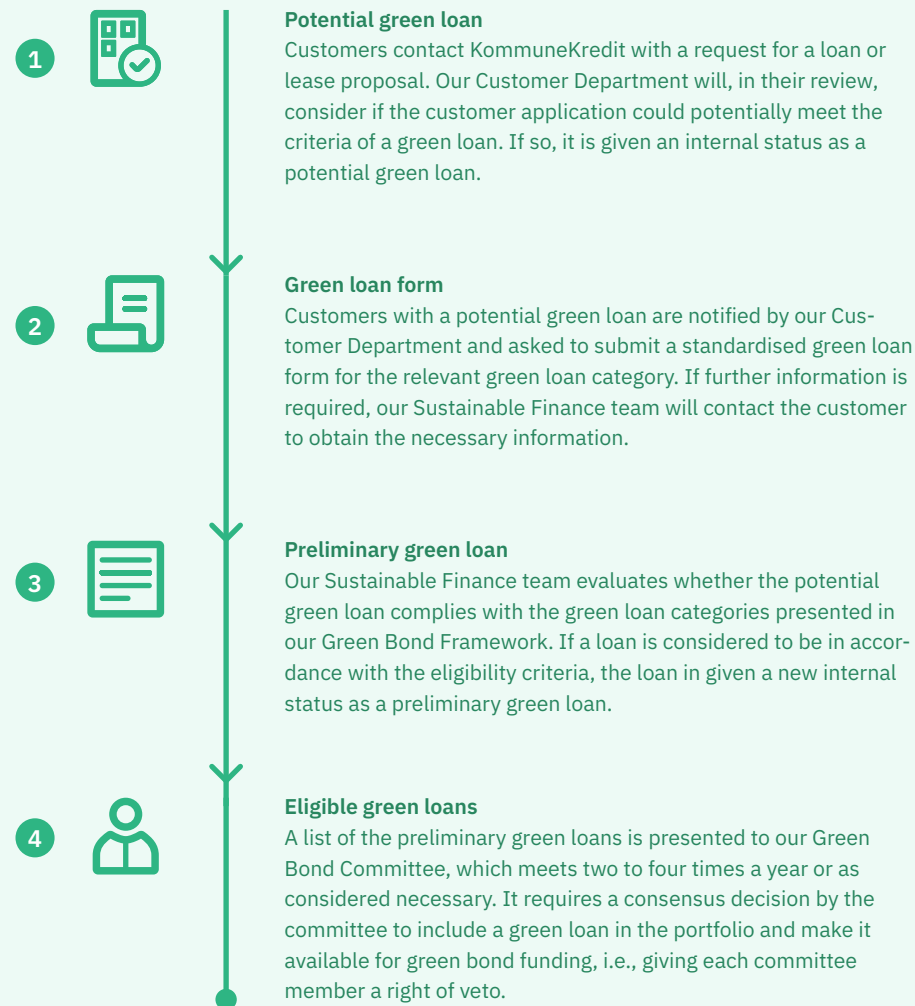 1
Potential green loan
Customers contact KommuneKredit with a request for a loan or
lease proposal. Our Customer Department will, in their review,
consider if the customer application could potentially meet the
criteria of a green loan. If so, it is given an internal status as a
potential green loan.
2
Green loan form
Customers with a potential green loan are notified by our Cus-
tomer Department and asked to submit a standardised green loan
form for the relevant green loan category. If further information is
required, our Sustainable Finance team will contact the customer
to obtain the necessary information.
3
Preliminary green loan
Our Sustainable Finance team evaluates whether the potential
green loan complies with the green loan categories presented in
our Green Bond Framework. If a loan is considered to be in accor-
dance with the eligibility criteria, the loan in given a new internal
status as a preliminary green loan.
4
Eligible green loans
A list of the preliminary green loans is presented to our Green
Bond Committee, which meets two to four times a year or as
considered necessary. It requires a consensus decision by the
committee to include a green loan in the portfolio and make it
available for green bond funding, i.e., giving each committee
member a right of veto.